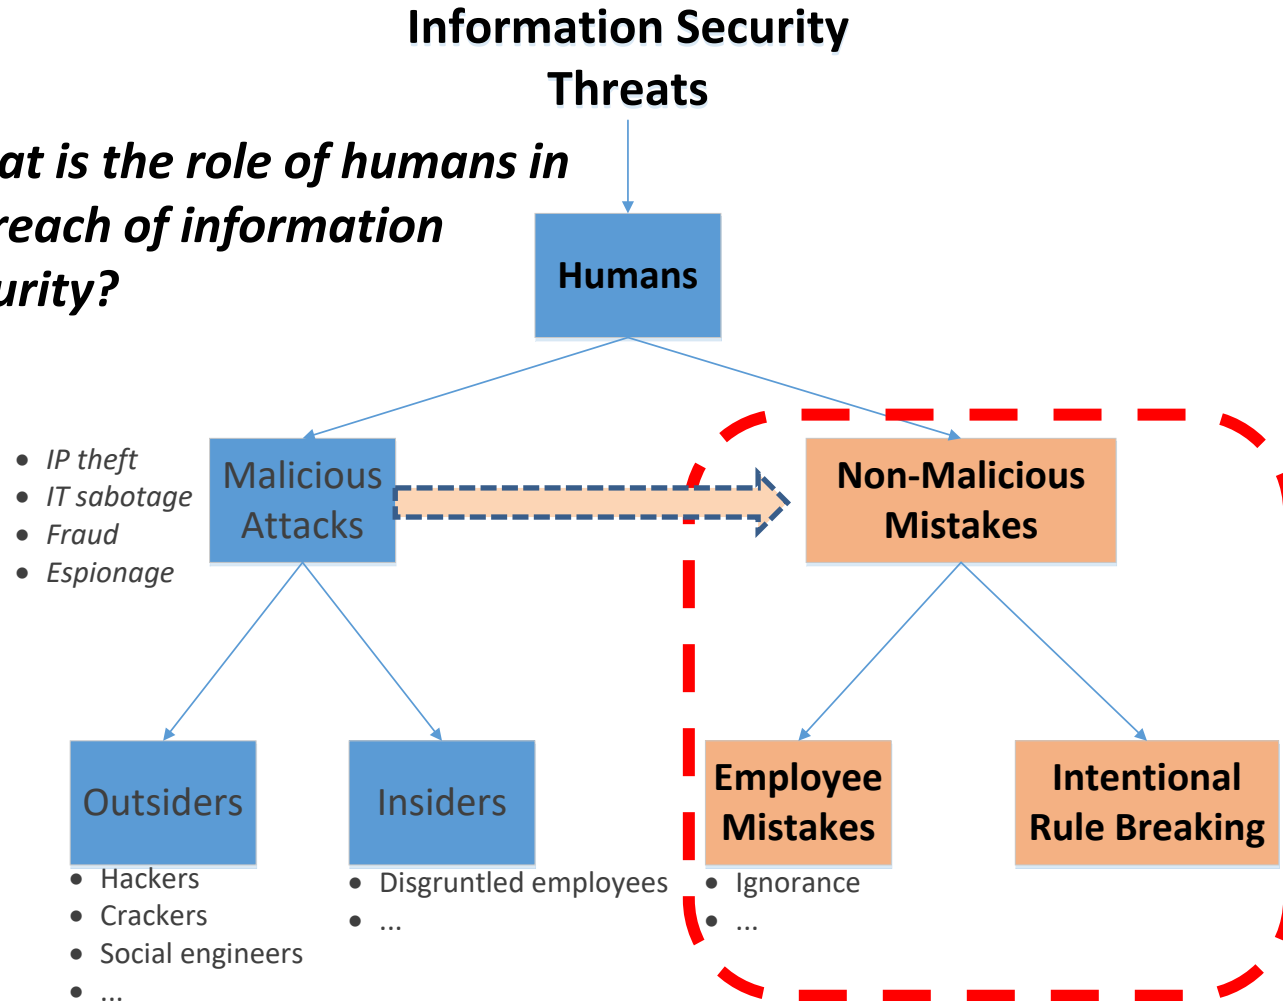 Information Security
Threats
at is the role of humans in
reach of information
urity?
Humans
• IP theft
• IT sabotage
• Fraud
• Espionage
Malicious
Attacks
Non-Malicious
Mistakes
Outsiders
Insiders
Employee
Mistakes
Intentional
Rule Breaking
• Hackers
• Crackers
• Social engineers
• ...
• Disgruntled employees
• ...
• Ignorance
• ...